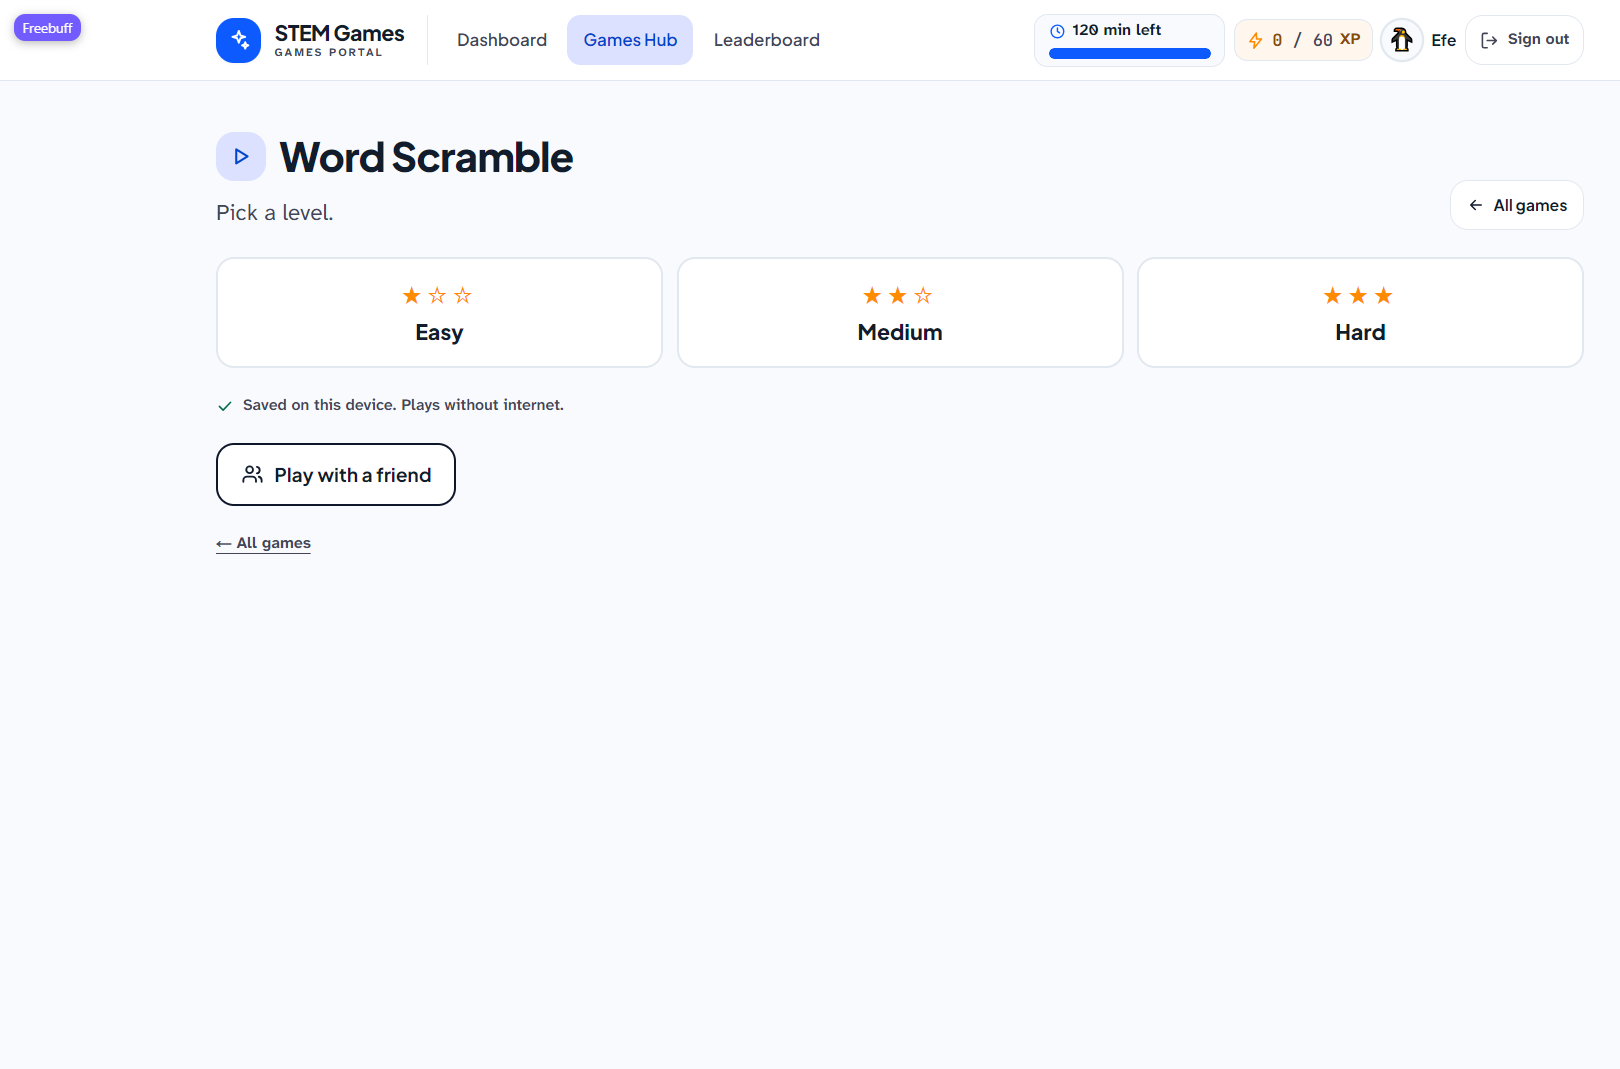 Freebuff
STEM Games
GAMES PORTAL
Dashboard
Games Hub
Leaderboard
120 min left
0 / 60 XP
Efe
Sign out
Word Scramble
Pick a level.
← All games
★ ☆ ☆
Easy
★ ★ ☆
Medium
★ ★ ★
Hard
Saved on this device. Plays without internet.
Play with a friend
← All games